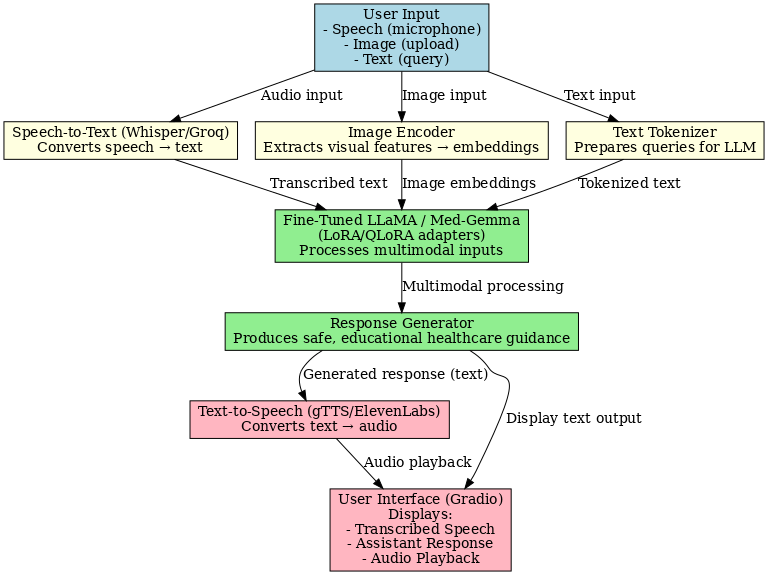 User Input
- Speech (microphone)
- Image (upload)
- Text (query)
Audio input
Image input
Text input
Speech-to-Text (Whisper/Groq)
Converts speech → text
Image Encoder
Extracts visual features → embeddings
Text Tokenizer
Prepares queries for LLM
Transcribed text
Image embeddings
Tokenized text
Fine-Tuned LLaMA / Med-Gemma
(LoRA/QLoRA adapters)
Processes multimodal inputs
Multimodal processing
Response Generator
Produces safe, educational healthcare guidance
Generated response (text)
Text-to-Speech (gTTS/ElevenLabs)
Converts text → audio
Display text output
Audio playback
User Interface (Gradio)
Displays:
- Transcribed Speech
- Assistant Response
- Audio Playback